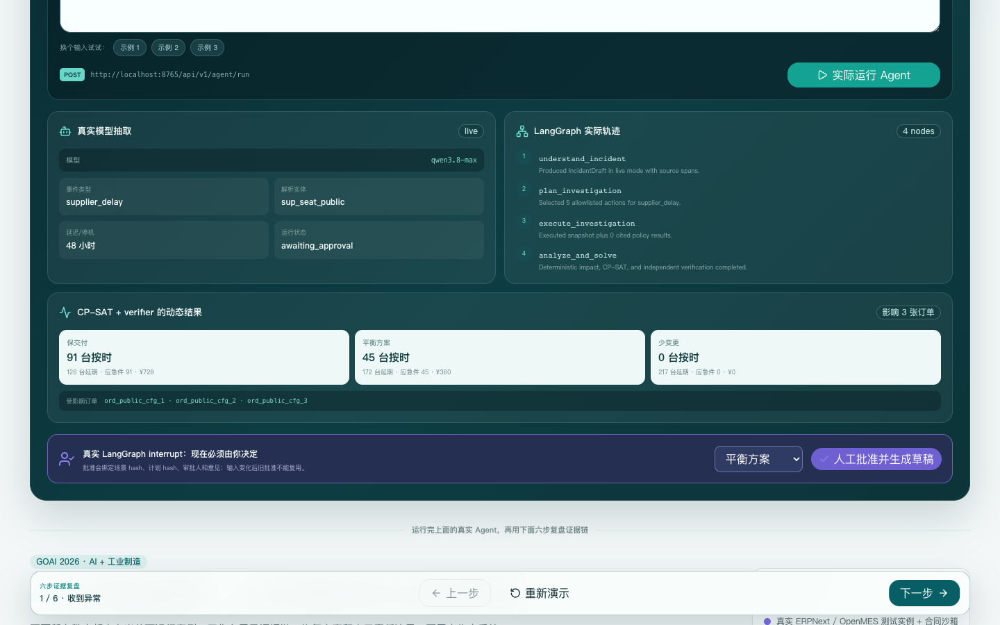 换个输入试试：
示例 1
示例 2
示例 3
POST http://localhost:8765/api/v1/agent/run
实际运行 Agent
真实模型抽取
live
模型
qwen3.8-max
事件类型
supplier_delay
解析实体
sup_seat_public
延迟/停机
48 小时
运行状态
awaiting_approval
LangGraph 实际轨迹
4 nodes
1
understand_incident
Produced IncidentDraft in live mode with source spans.
2
plan_investigation
Selected 5 allowlisted actions for supplier_delay.
3
execute_investigation
Executed snapshot plus 0 cited policy results.
4
analyze_and_solve
Deterministic impact, CP-SAT, and independent verification completed.
CP-SAT + verifier 的动态结果
影响 3 张订单
保交付
91 台按时
126 台延期 · 应急件 91 · ¥728
平衡方案
45 台按时
172 台延期 · 应急件 45 · ¥360
少变更
0 台按时
217 台延期 · 应急件 0 · ¥0
受影响订单 ord_public_cfg_1 · ord_public_cfg_2 · ord_public_cfg_3
真实 LangGraph interrupt：现在必须由你决定
批准会绑定场景 hash、计划 hash、审批人和意见；输入变化后旧批准不能复用。
平衡方案
人工批准并生成草稿
运行完上面的真实 Agent，再用下面六步复盘证据链
GOAI 2026 · AI + 工业制造
六步证据复盘
1 / 6 · 收到异常
上一步
重新演示
下一步
真实 ERPNext / OpenMES 测试实例 + 合同沙箱